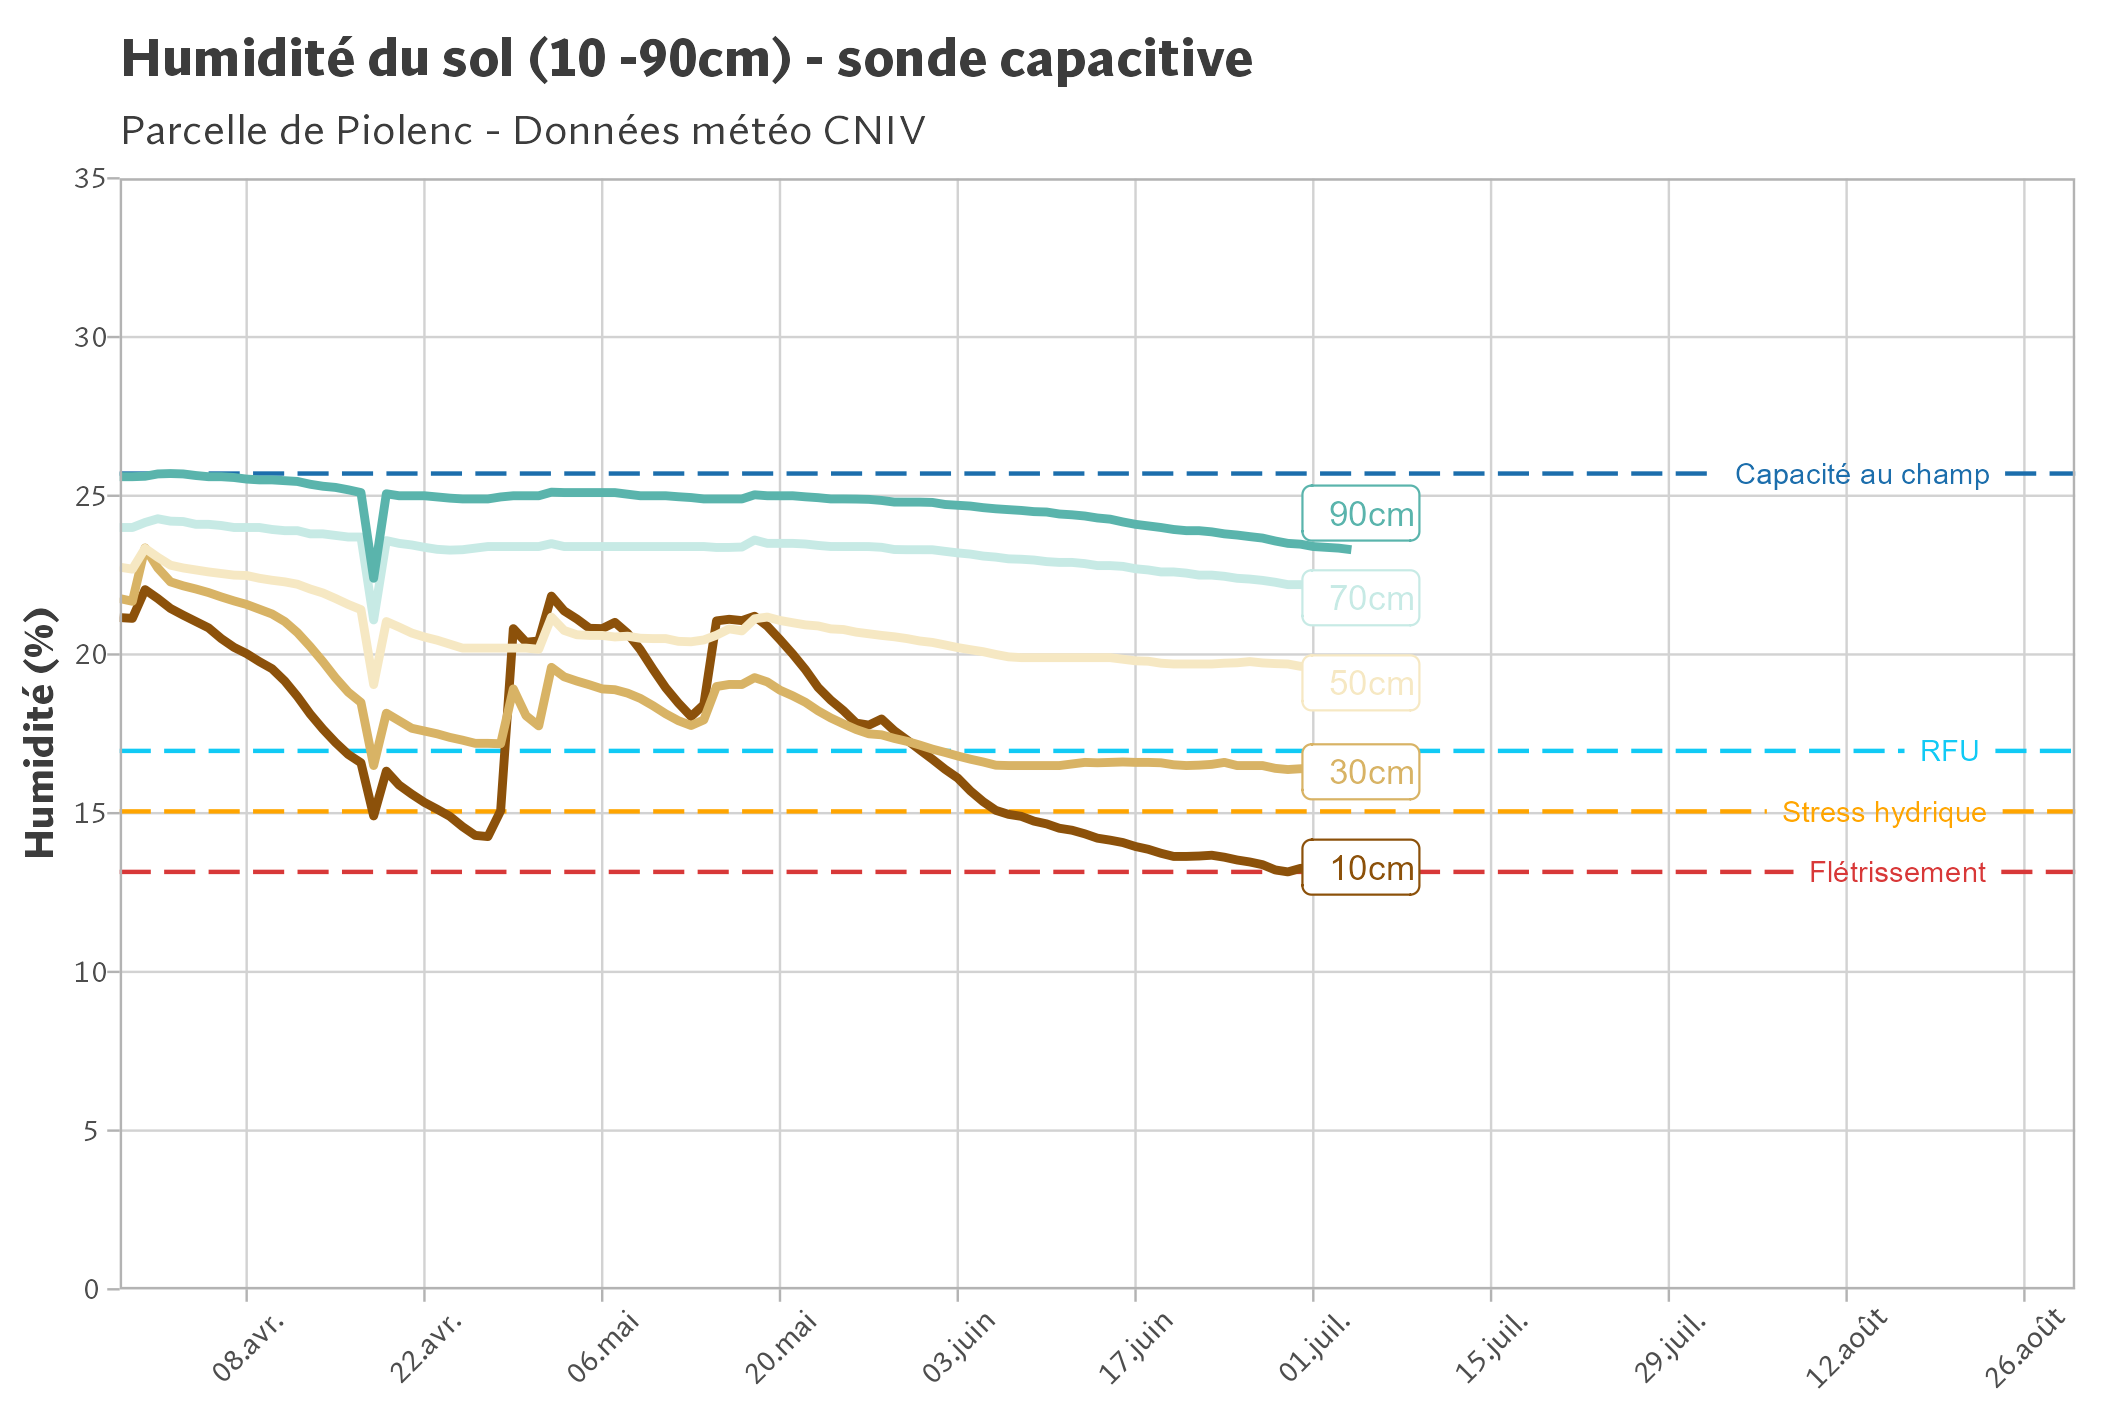 Humidité du sol (10 -90cm) - sonde capacitive
Parcelle de Piolenc - Données météo CNIV
Humidité (%)
35
30
25
20
15
10
5
0
Capacité au champ
90cm
70cm
50cm
RFU
30cm
Stress hydrique
10cm
Flétrissement
08.avr.
22.avr.
06.mai
20.mai
03.juin
17.juin
01.juil.
15.juil.
29.juil.
12.août
26.août